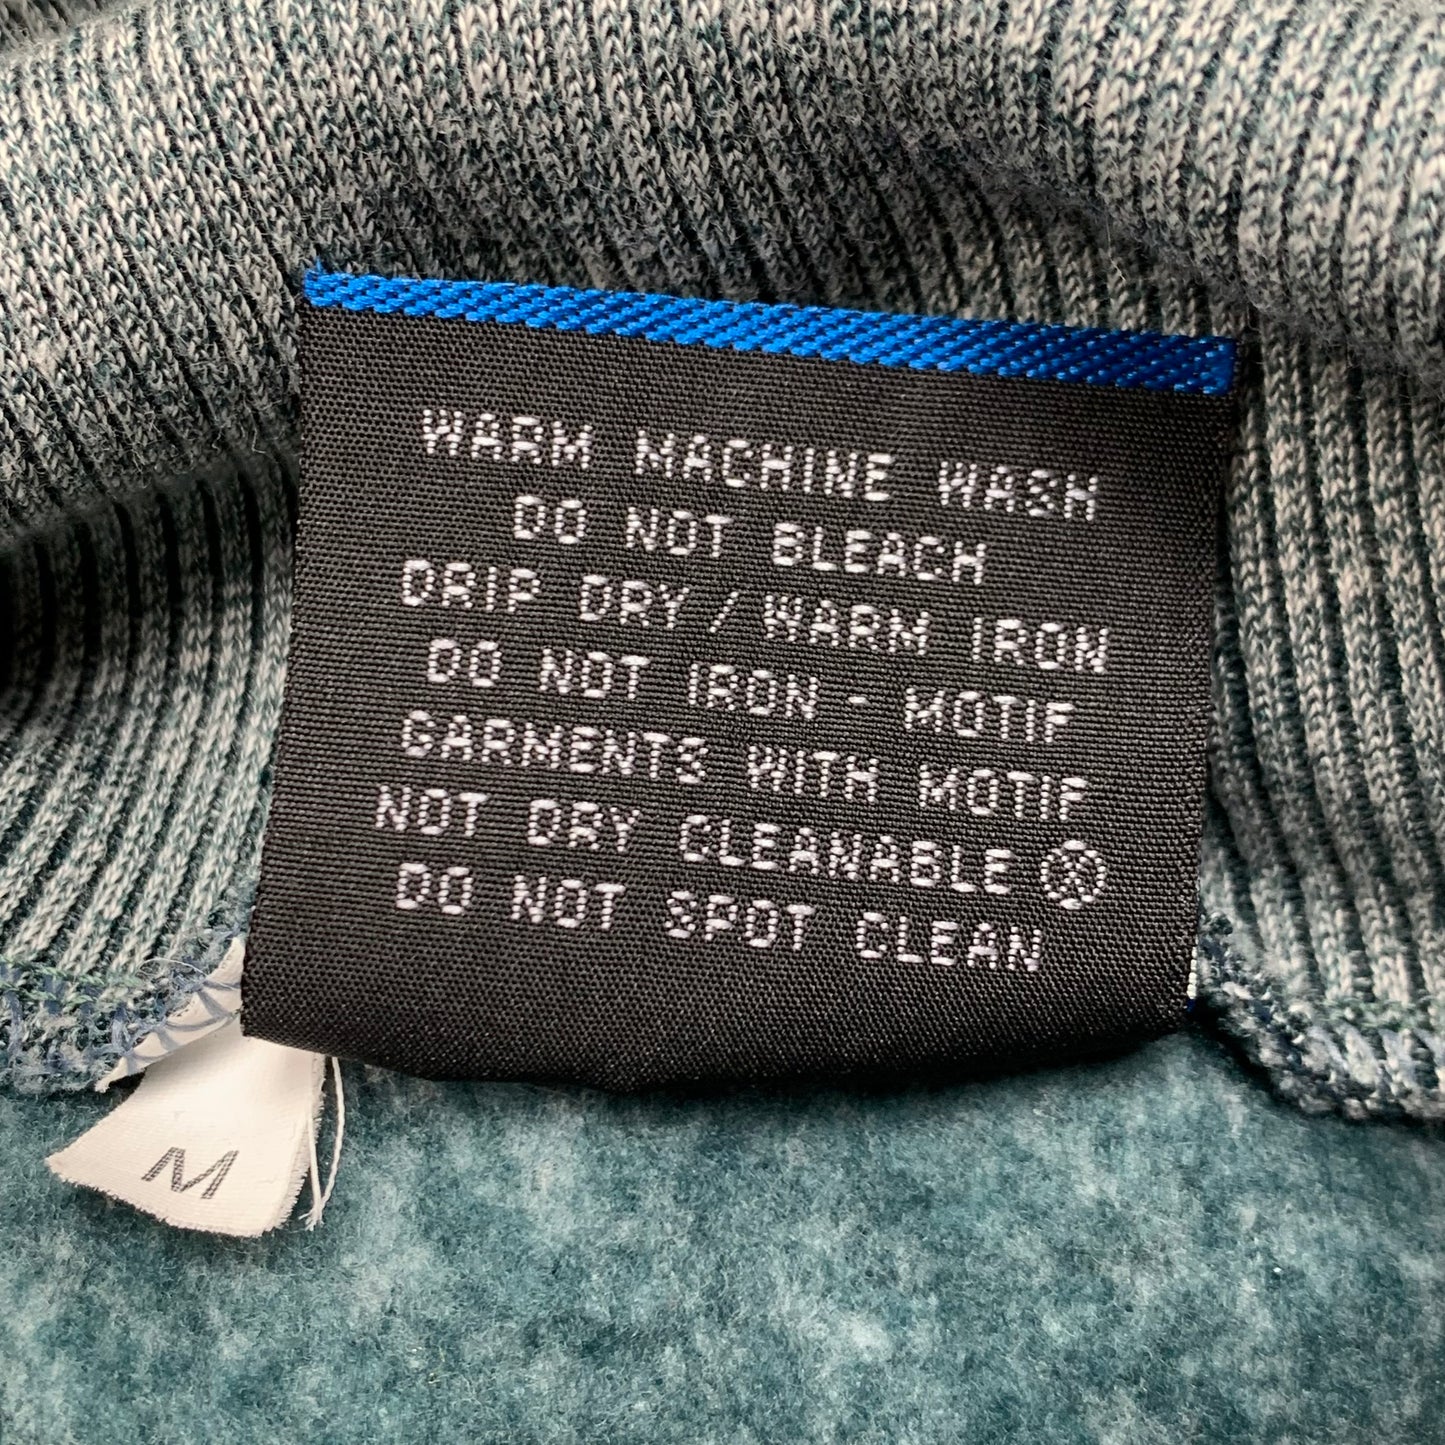 WARM MACHINE WASH
DO NOT BLEACH
DRIP DRY / WARM IRON
DO NOT IRON - MOTIF
GARMENTS WITH MOTIF
NOT DRY CLEANABLE
DO NOT SPOT CLEAN
M